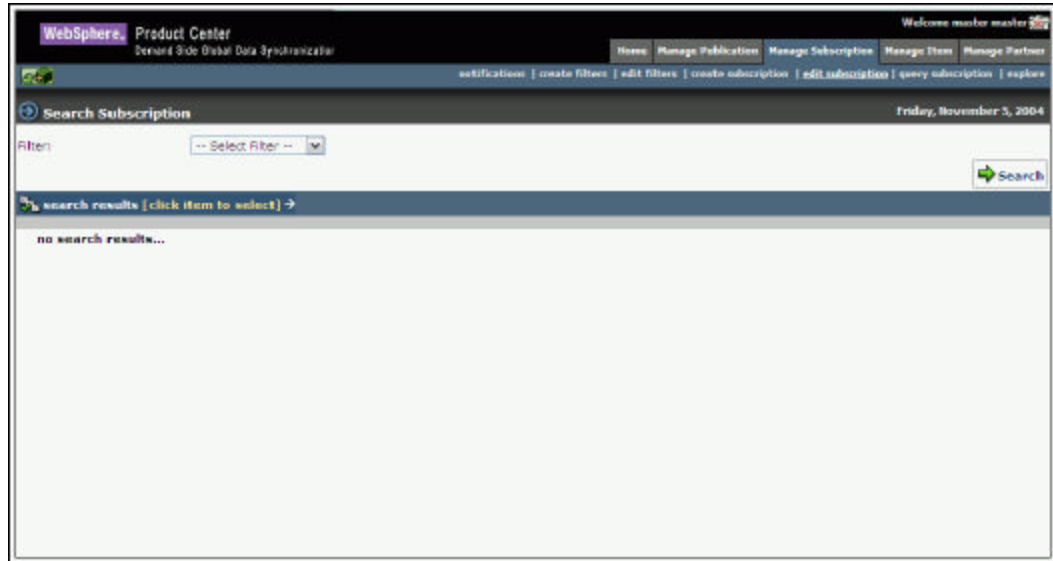 WebSphere. Product Center
Demand Side Global Data Synchronization
Welcome master master
Home Manage Publication Manage Subscription Manage Item Manage Partner
notifications | create filters | edit filters | create subscription | edit subscription | query subscription | explore
Search Subscription
Friday, November 5, 2004
Filter:
-- Select Filter --
Search
search results [click item to select]
no search results...